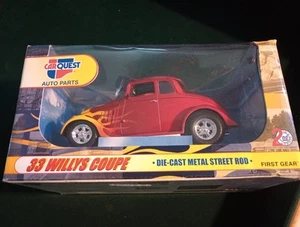 CARQUEST
AUTO PARTS
33 WILLYS COUPE
• DIE-CAST METAL STREET ROD •
FIRST GEAR